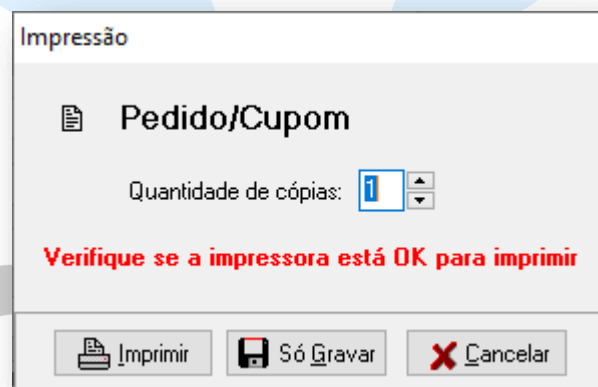 Impressão
Pedido/Cupom
Quantidade de cópias: 1
Verifique se a impressora está OK para imprimir
Imprimir Só Gravar Cancelar